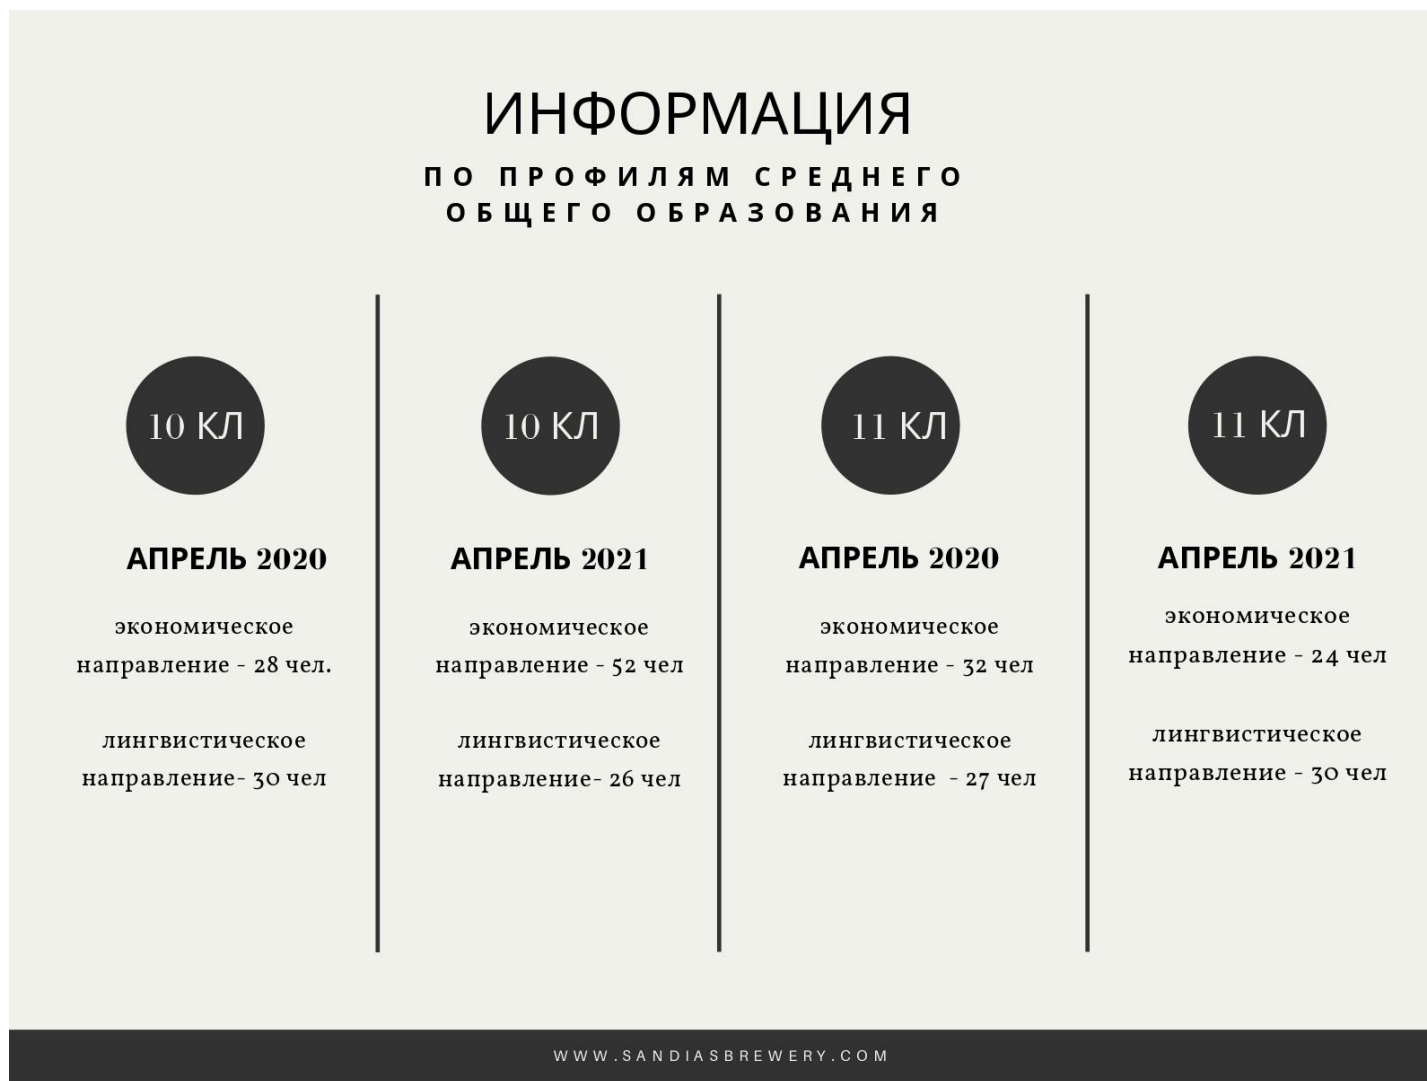 ИНФОРМАЦИЯ
ПО ПРОФИЛЯМ СРЕДНЕГО
ОБЩЕГО ОБРАЗОВАНИЯ
10 КЛ
АПРЕЛЬ 2020
экономическое
направление - 28 чел.
лингвистическое
направление- 30 чел
10 КЛ
АПРЕЛЬ 2021
экономическое
направление - 52 чел
лингвистическое
направление- 26 чел
11 КЛ
АПРЕЛЬ 2020
экономическое
направление - 32 чел
лингвистическое
направление - 27 чел
11 КЛ
АПРЕЛЬ 2021
экономическое
направление - 24 чел
лингвистическое
направление - 30 чел
WWW.SANDIASBREWERY.COM